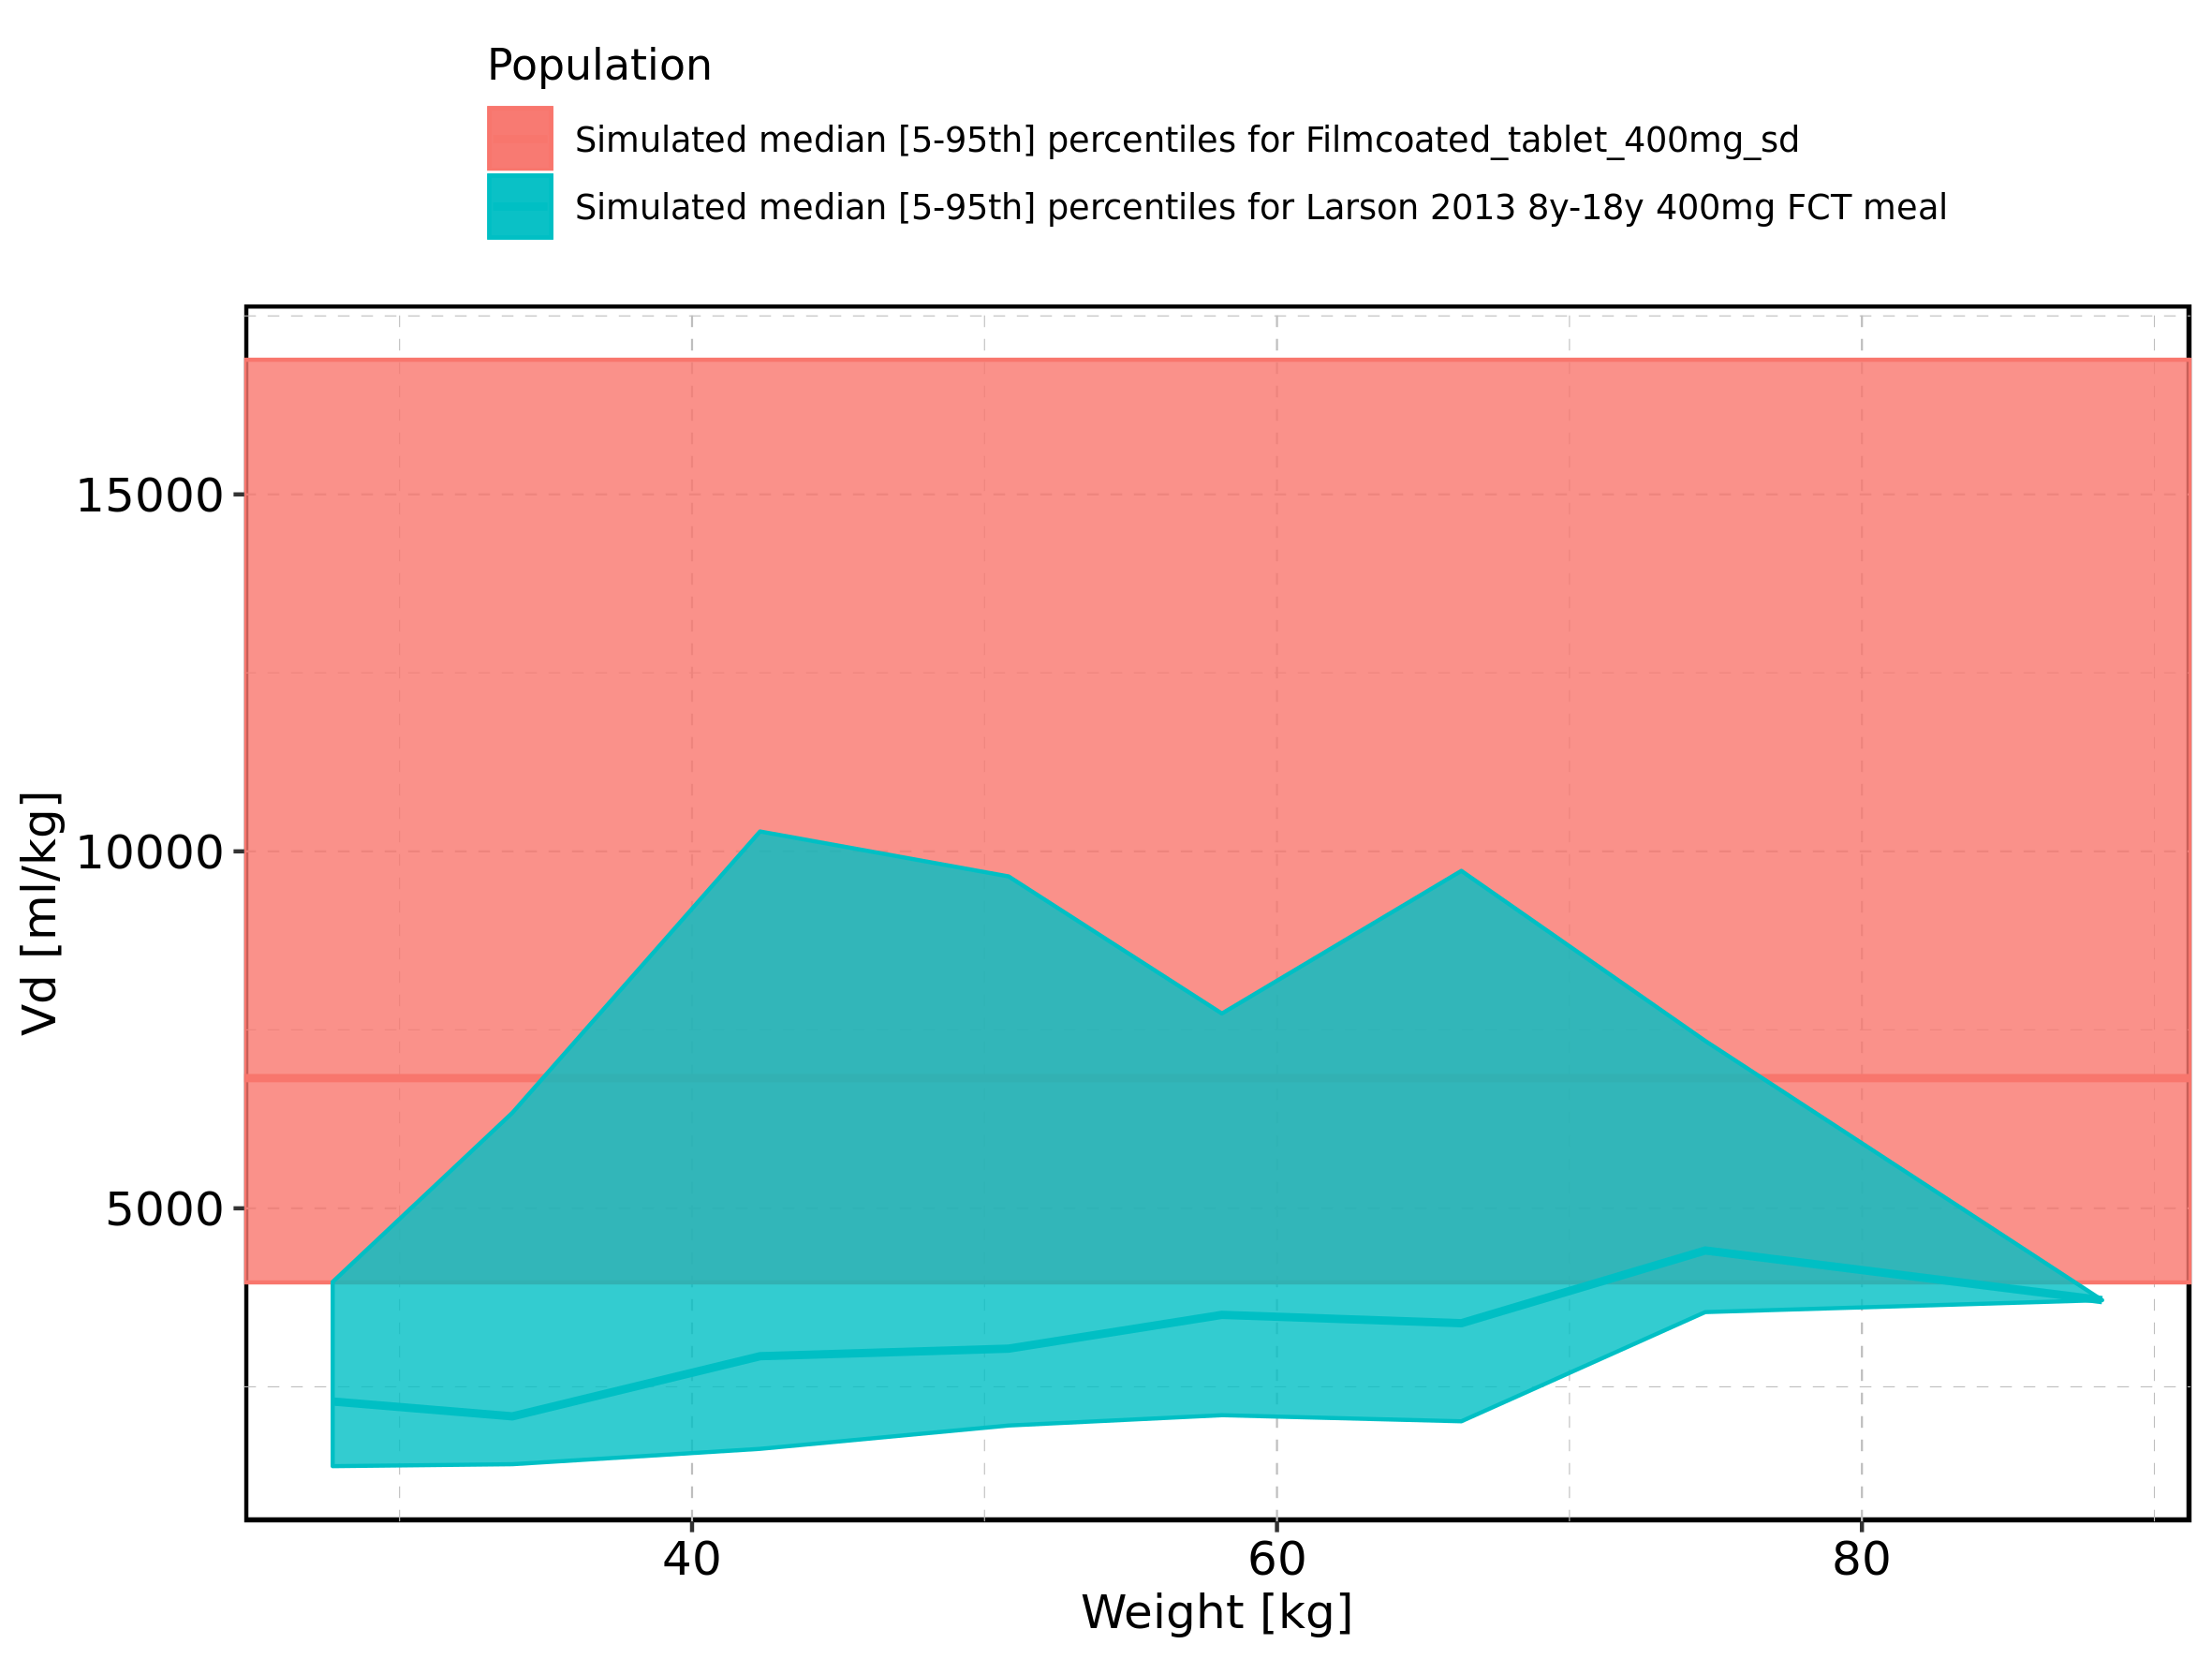 Population
Simulated median [5-95th] percentiles for Filmcoated_tablet_400mg_sd
Simulated median [5-95th] percentiles for Larson 2013 8y-18y 400mg FCT meal
15000
10000
5000
Vd [ml/kg]
40 60 80
Weight [kg]